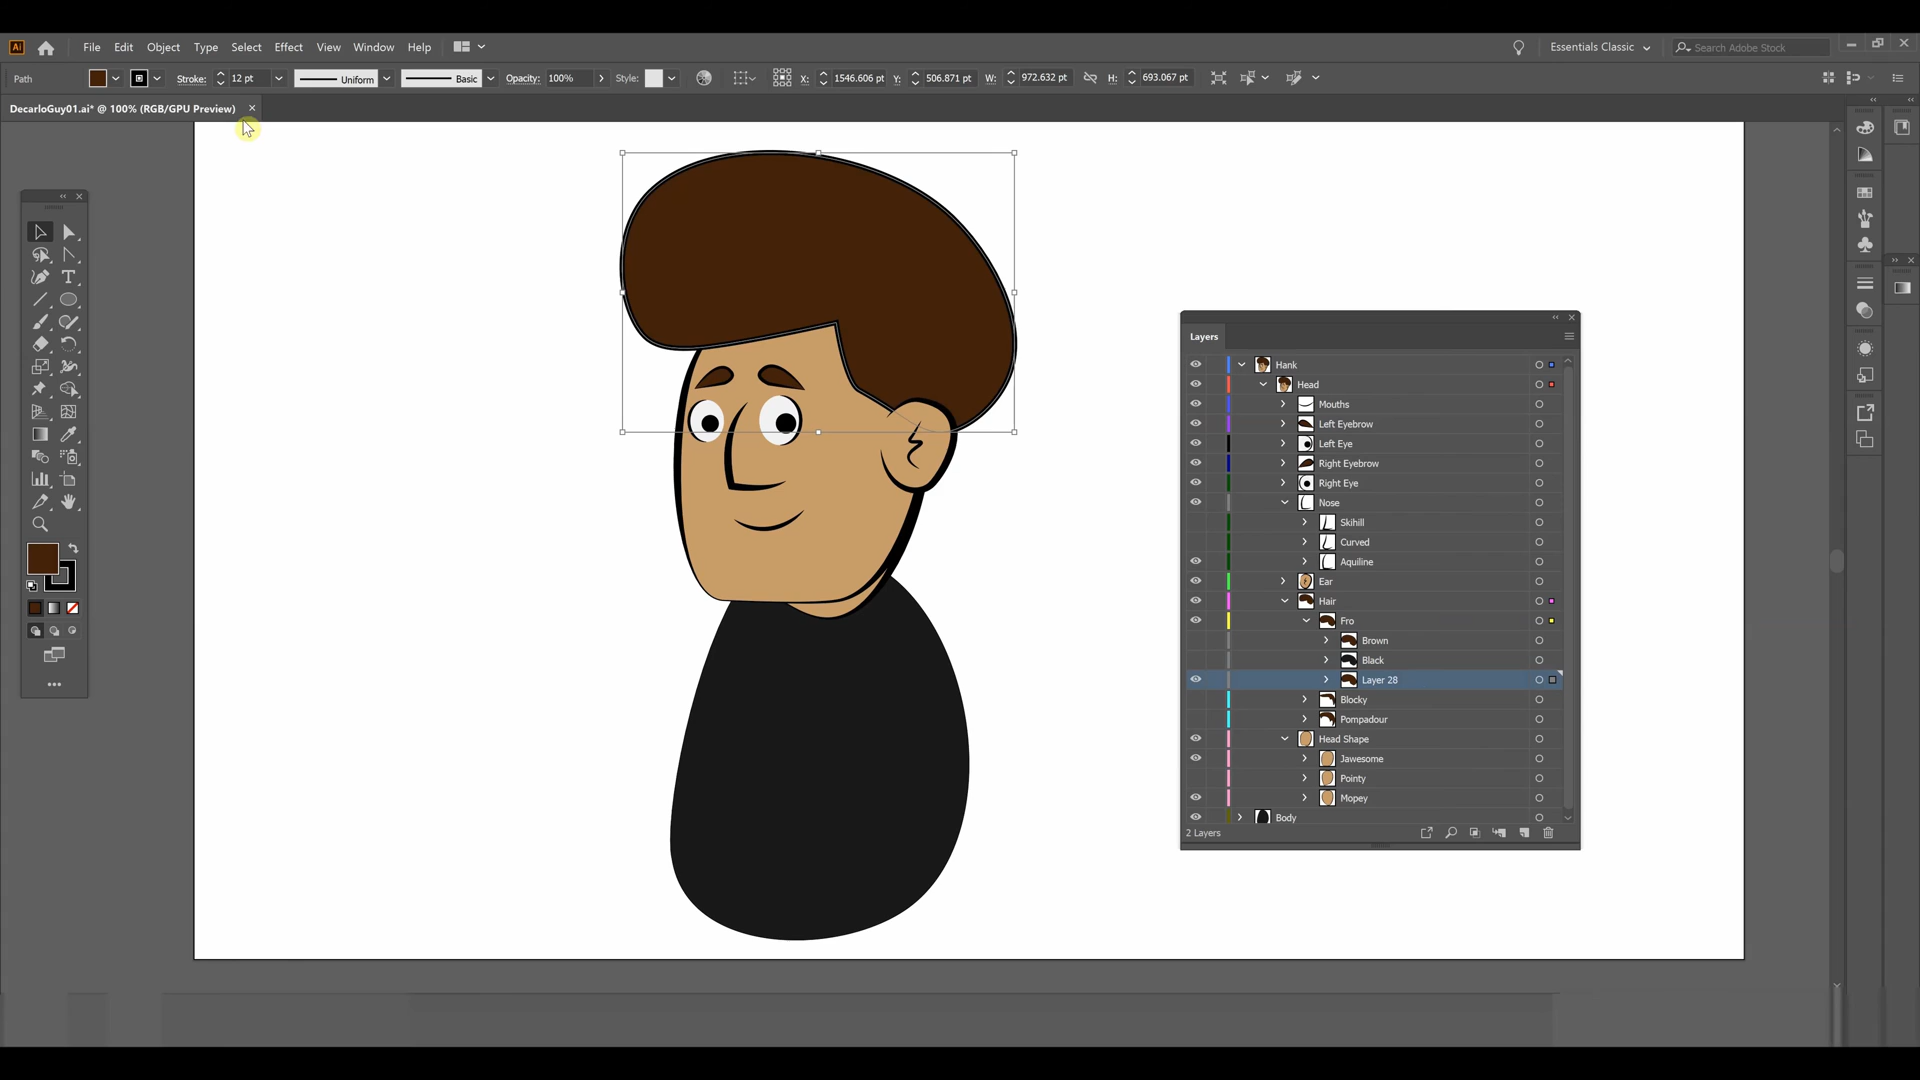 Ai File Edit Object Type Select Effect View Window Help Essentials Classic Search Adobe Stock
Path Stroke: 12 pt Uniform Basic Opacity: 100% Style: X: 1546.606 pt Y: 506.871 pt W: 972.632 pt H: 693.067 pt
DecarloGuy01.ai* @ 100% (RGB/GPU Preview)
Layers
Hank
Head
Mouths
Left Eyebrow
Left Eye
Right Eyebrow
Right Eye
Nose
Skihill
Curved
Aquiline
Ear
Hair
Fro
Brown
Black
Layer 28
Blocky
Pompadour
Head Shape
Jawesome
Pointy
Mopey
Body
2 Layers